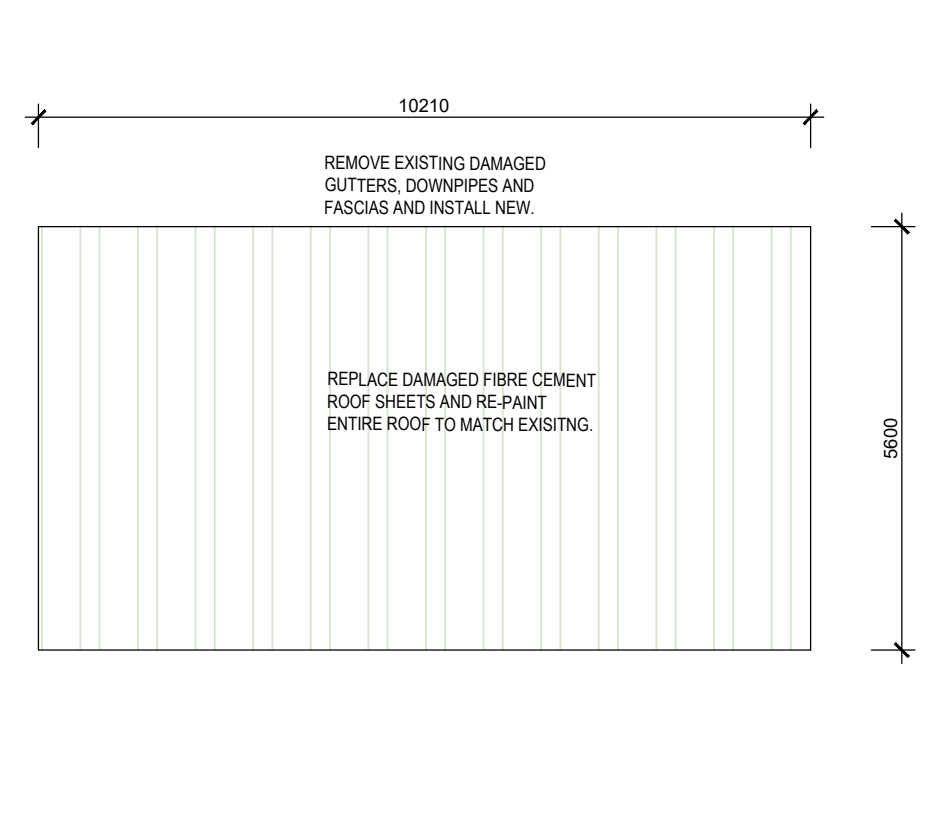 10210
REMOVE EXISTING DAMAGED
GUTTERS, DOWNPIPES AND
FASCIAS AND INSTALL NEW.
REPLACE DAMAGED FIBRE CEMENT
ROOF SHEETS AND RE-PAINT
ENTIRE ROOF TO MATCH EXISITNG.
5600